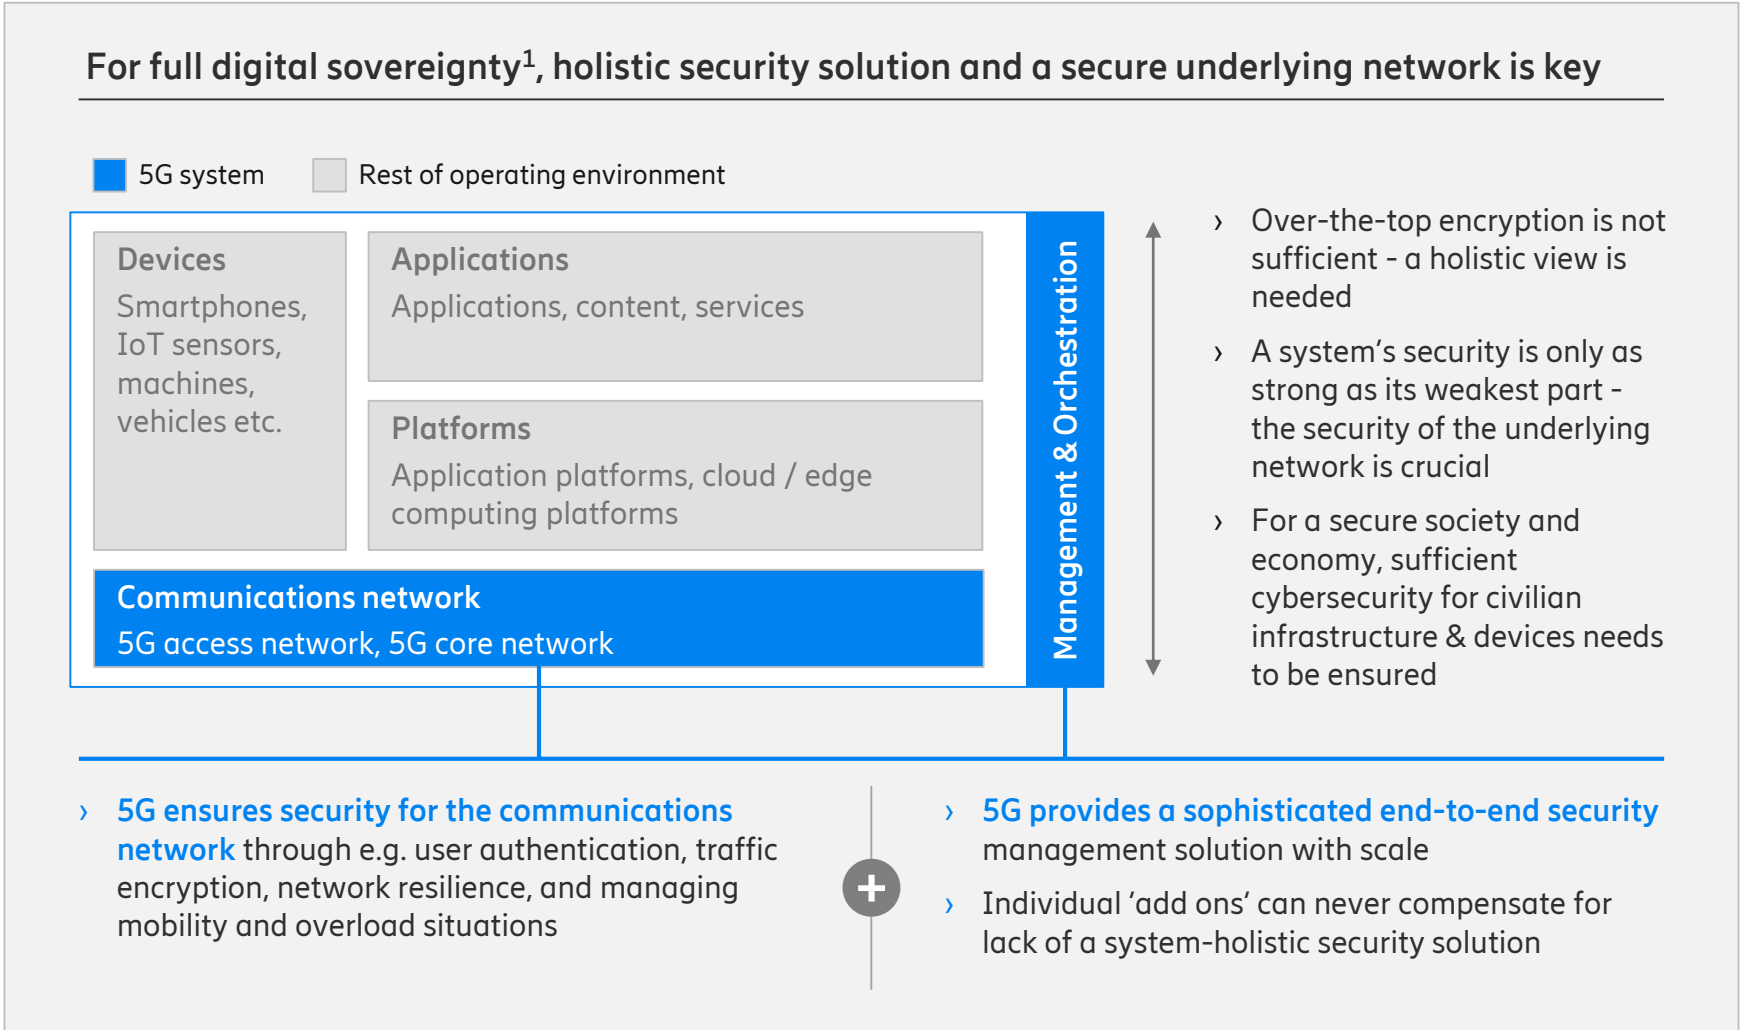 For full digital sovereignty¹, holistic security solution and a secure underlying network is key
5G system
Rest of operating environment
Devices
Smartphones,
IoT sensors,
machines,
vehicles etc.
Applications
Applications, content, services
Platforms
Application platforms, cloud / edge
computing platforms
Communications network
5G access network, 5G core network
Management & Orchestration
› Over-the-top encryption is not
sufficient - a holistic view is
needed
› A system‘s security is only as
strong as its weakest part -
the security of the underlying
network is crucial
› For a secure society and
economy, sufficient
cybersecurity for civilian
infrastructure & devices needs
to be ensured
› 5G ensures security for the communications
network through e.g. user authentication, traffic
encryption, network resilience, and managing
mobility and overload situations
+
› 5G provides a sophisticated end-to-end security
management solution with scale
› Individual ‘add ons‘ can never compensate for
lack of a system-holistic security solution